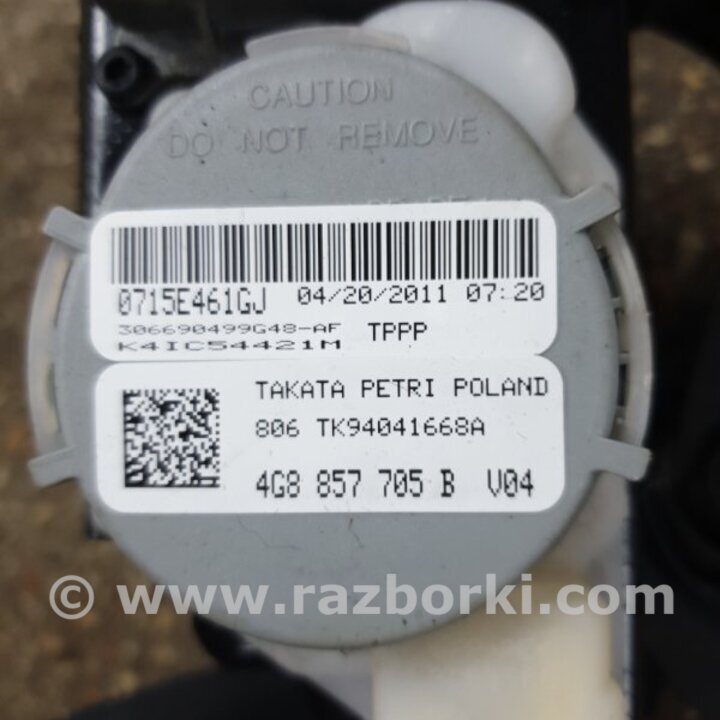 CAUTION
DO NOT REMOVE
0715E461GJ 04/20/2011 07:20
306690499G48-AF TPPP
K4IC54421M
TAKATA PETRI POLAND
806 TK94041668A
4G8 857 705 B V04
© www.razborki.com